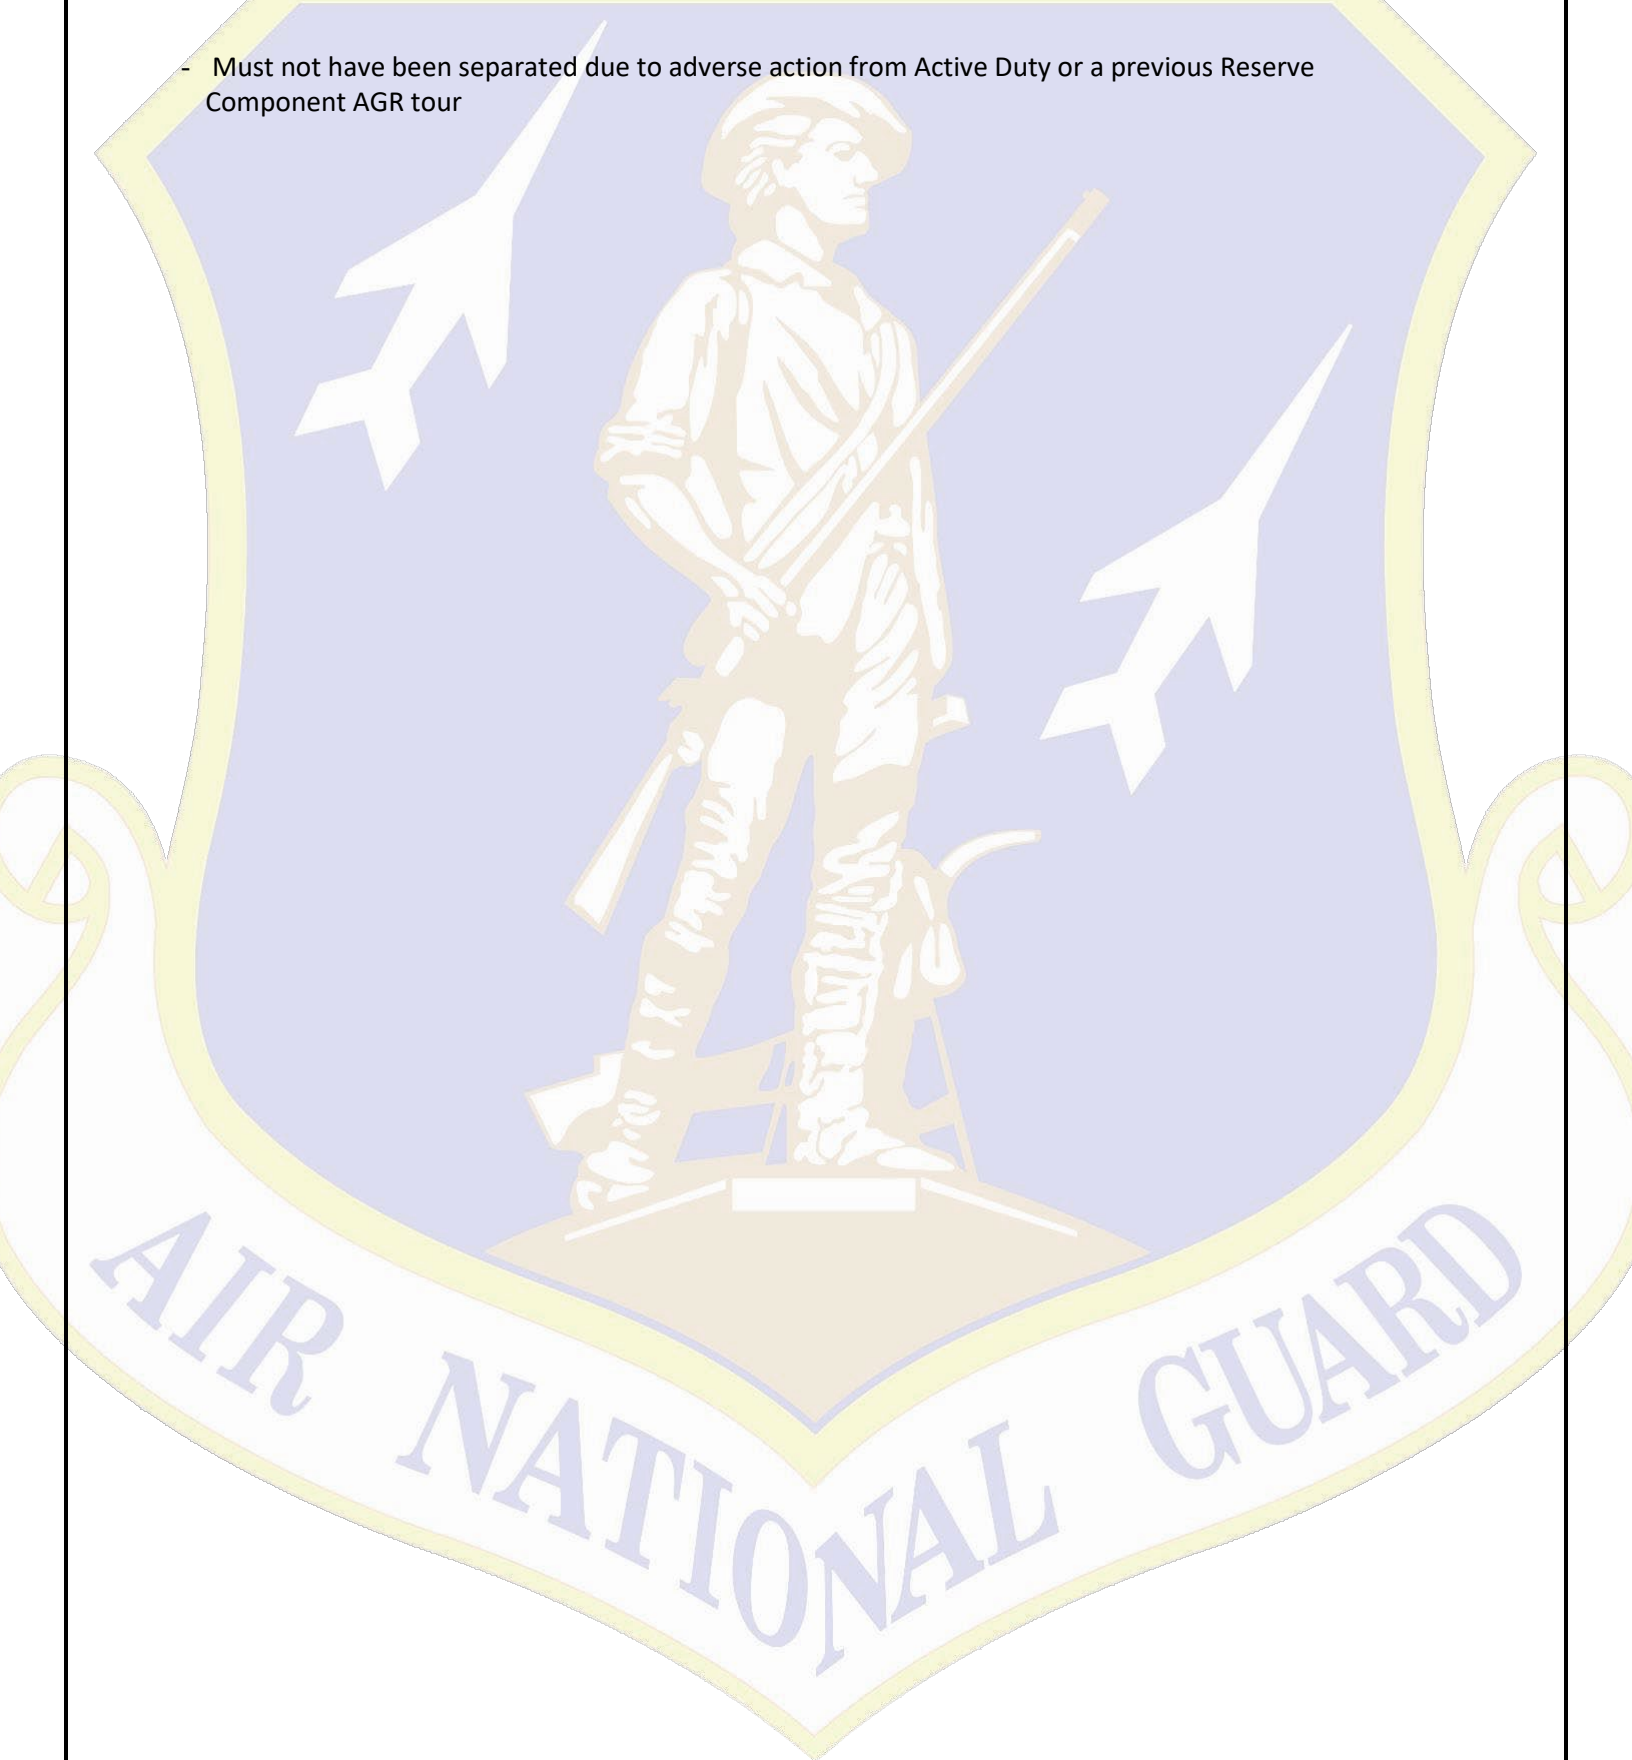 - Must not have been separated due to adverse action from Active Duty or a previous Reserve
Component AGR tour
AIR NATIONAL GUARD